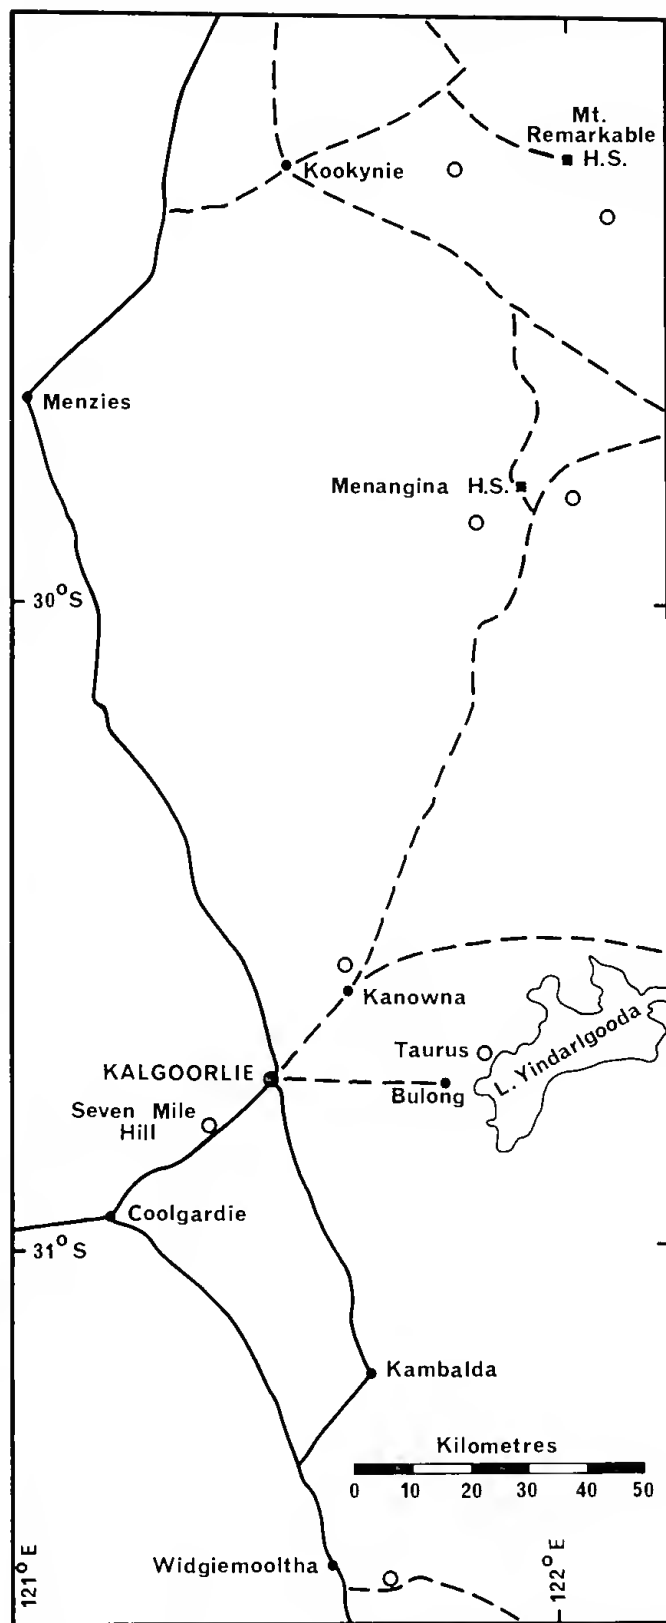 Mt.
Remarkable
H.S.
Kookynie
Menzies
Menangina H.S.
30°S
Kanowna
Taurus
L. Yindarlgooda
KALGOORLIE
Bulong
Seven Mile
Hill
Coolgardie
31°S
Kambalda
Kilometres
0 10 20 30 40 50
Widgiemooltha
121°E
122°E